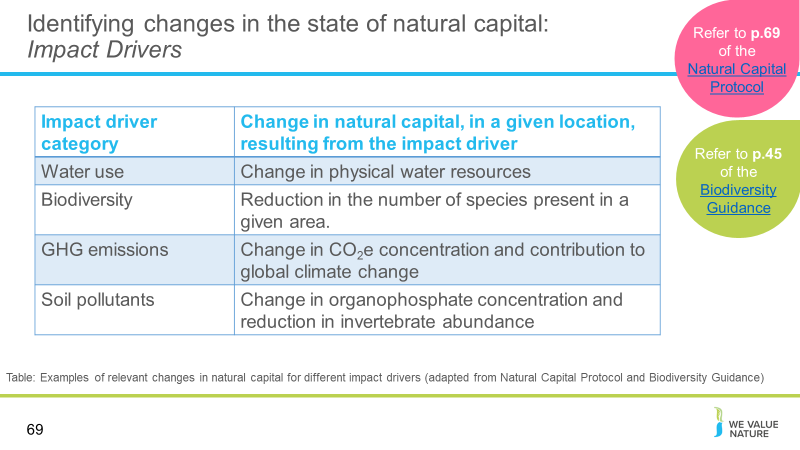 Identifying changes in the state of natural capital:
Impact Drivers
Refer to p.69
of the
Natural Capital
Protocol
Refer to p.45
of the
Biodiversity
Guidance
Impact driver
category
Change in natural capital, in a given location,
resulting from the impact driver
Water use
Change in physical water resources
Biodiversity
Reduction in the number of species present in a
given area.
GHG emissions
Change in CO₂e concentration and contribution to
global climate change
Soil pollutants
Change in organophosphate concentration and
reduction in invertebrate abundance
Table: Examples of relevant changes in natural capital for different impact drivers (adapted from Natural Capital Protocol and Biodiversity Guidance)
69
WE VALUE
NATURE